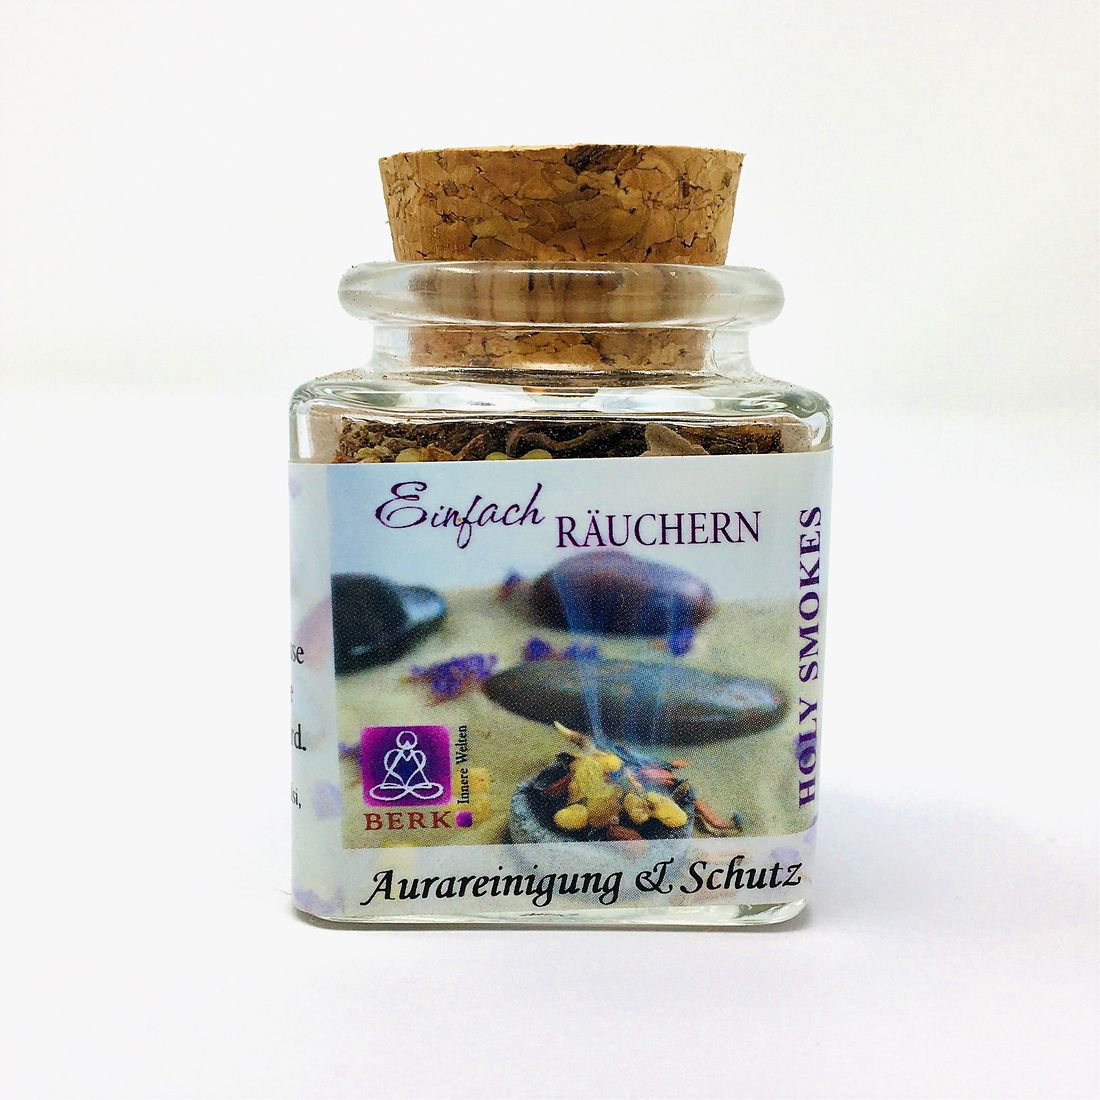 Einfach RÄUCHERN
HOLY SMOKES
Innere Welten
BERK
Aurareinigung & Schutz